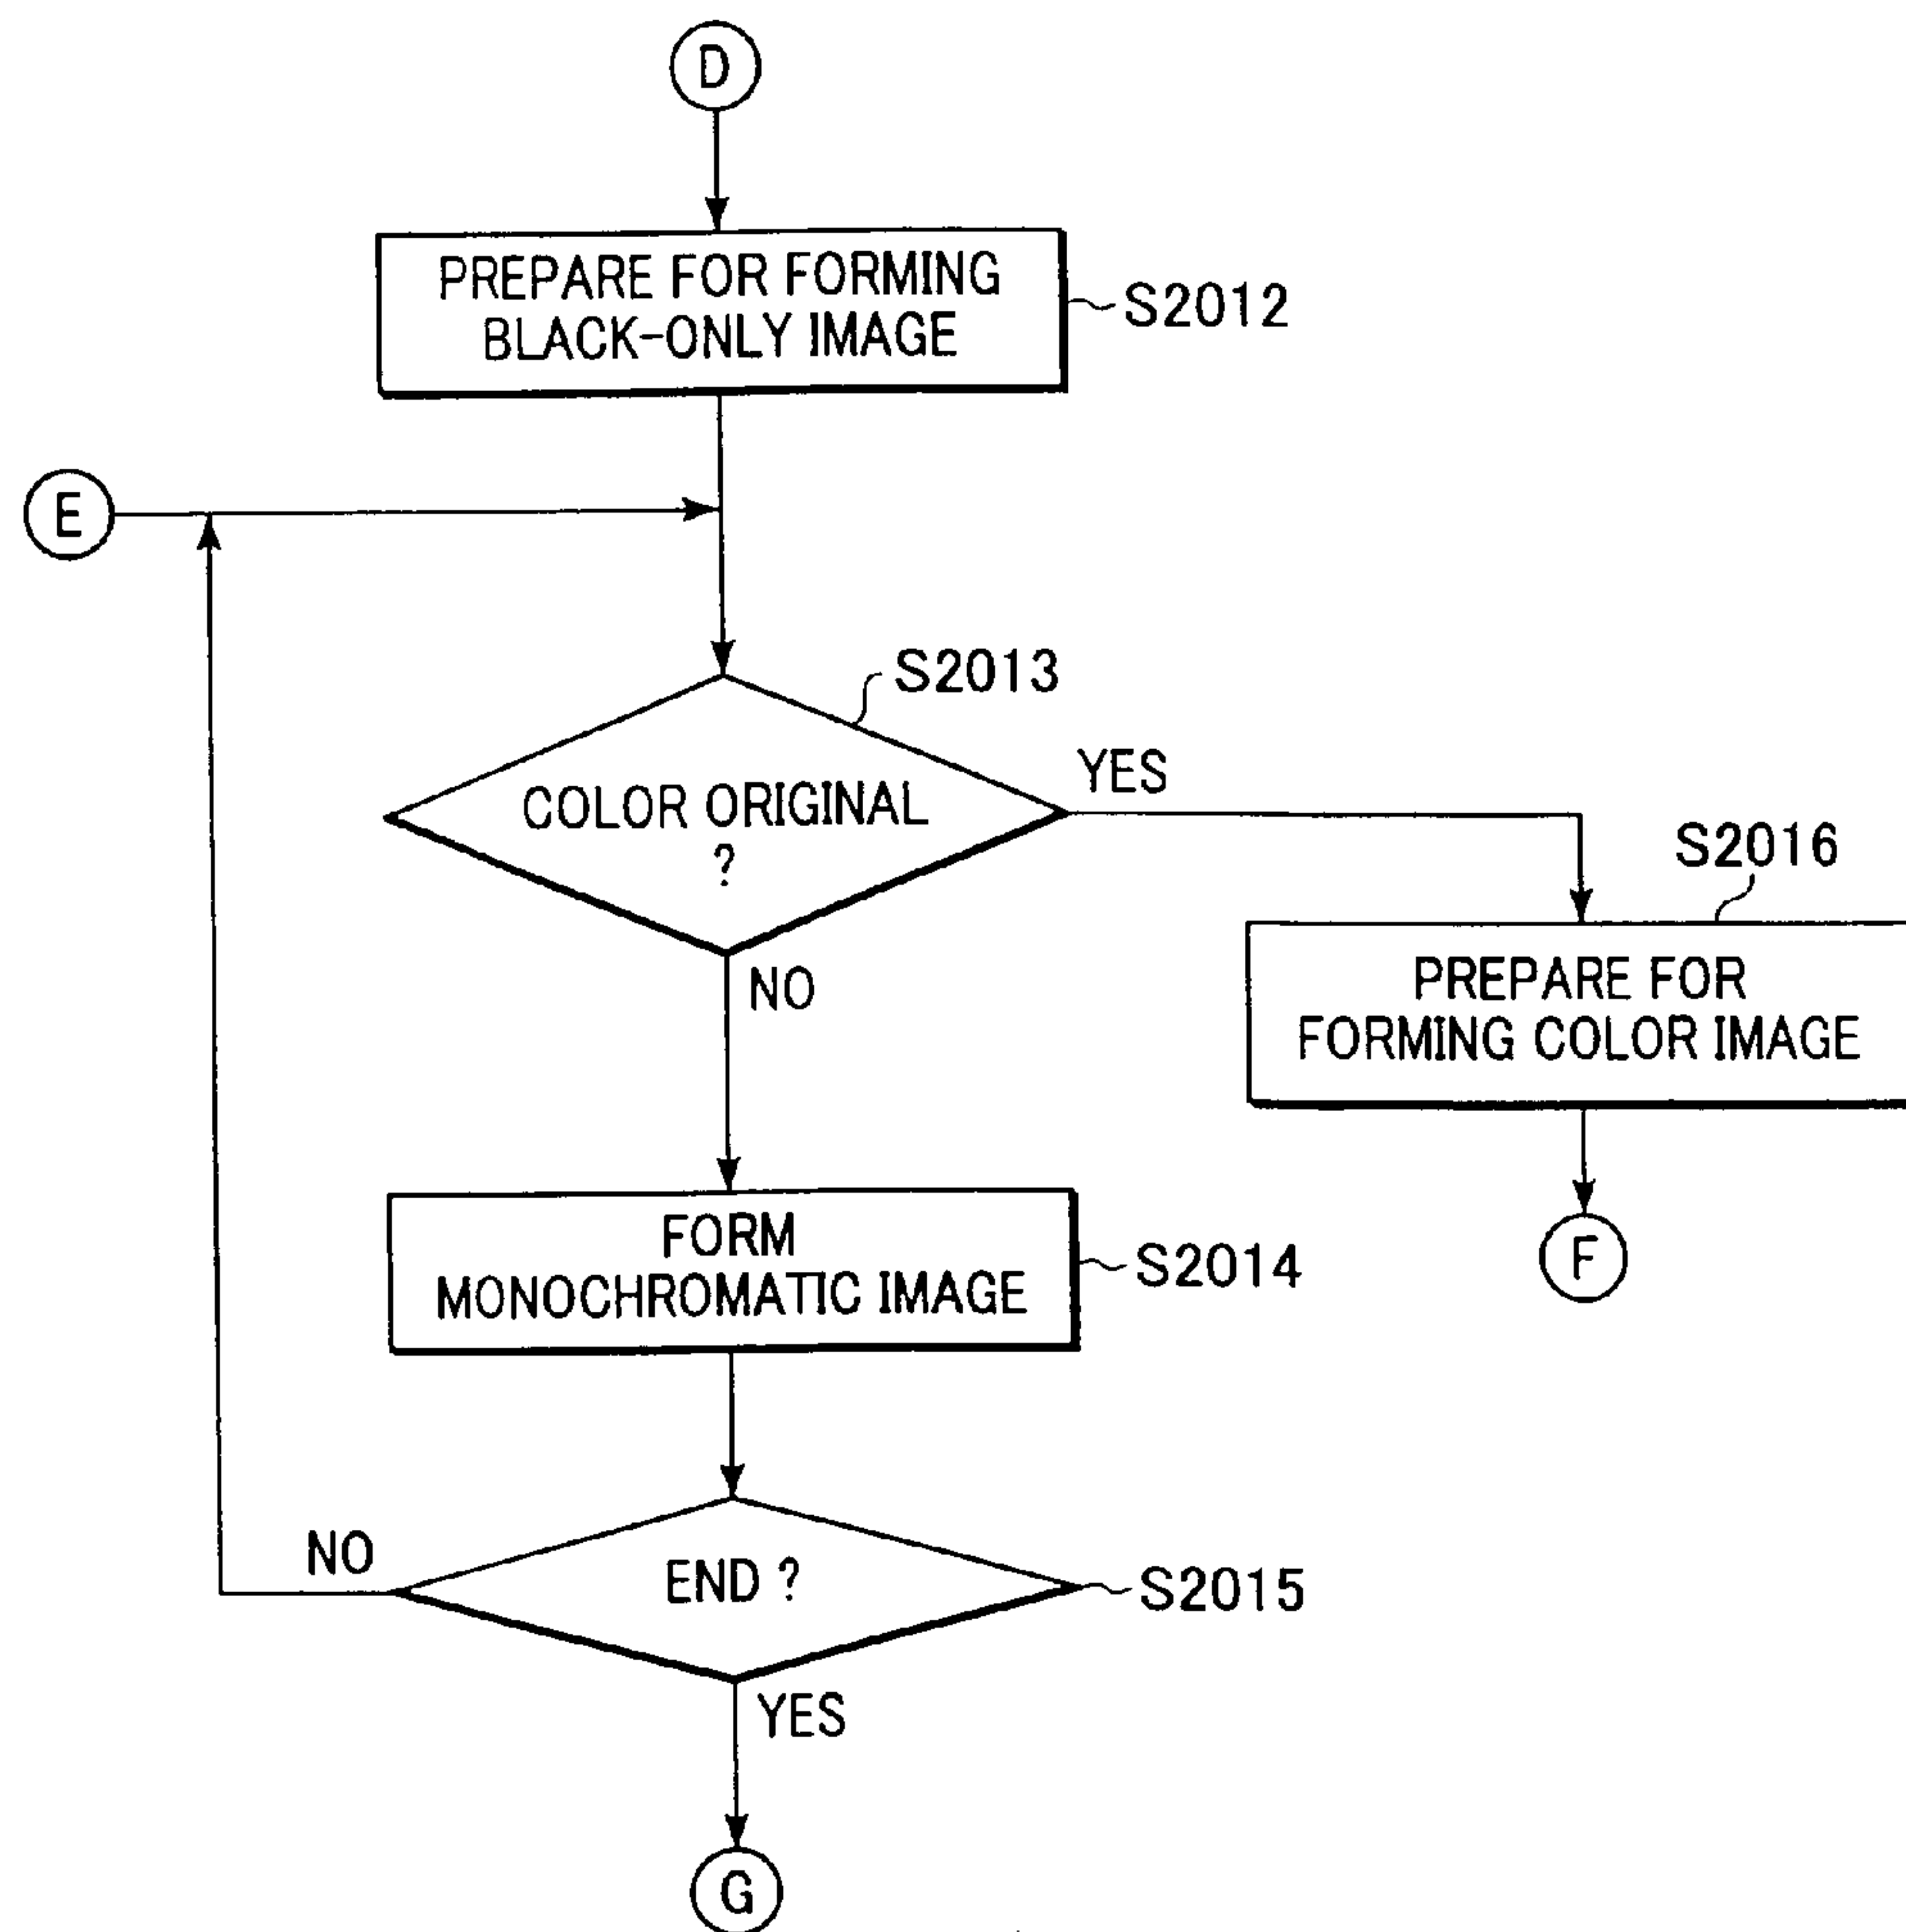 D
PREPARE FOR FORMING
BLACK-ONLY IMAGE
S2012
E
S2013
COLOR ORIGINAL
?
YES
NO
S2016
PREPARE FOR
FORMING COLOR IMAGE
F
FORM
MONOCHROMATIC IMAGE
S2014
END ?
S2015
NO
YES
G